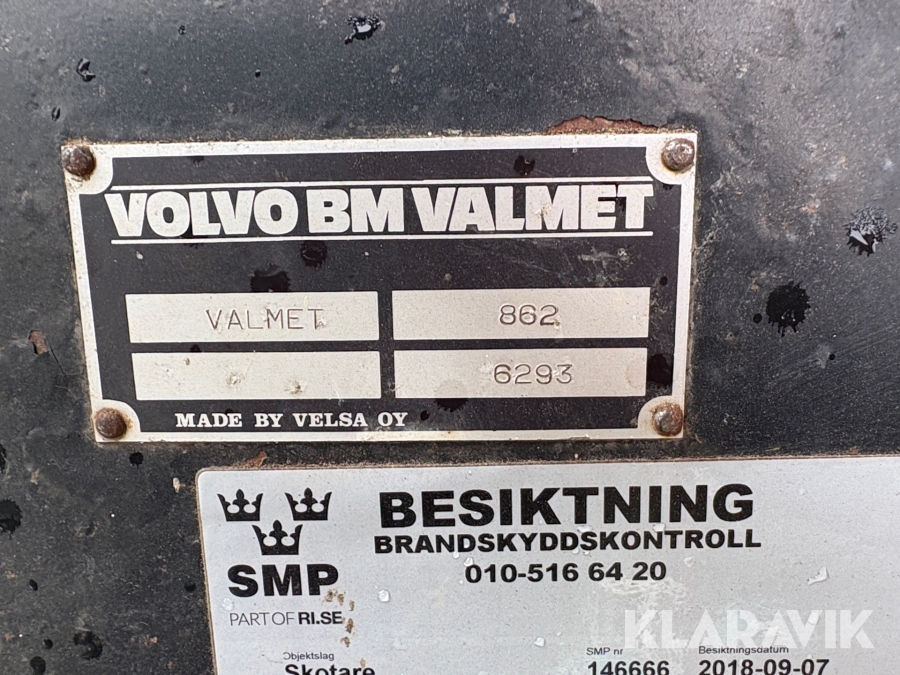 VOLVO BM VALMET
VALMET 862
6293
MADE BY VELSA OY
BESIKTNING
BRANDSKYDDSKONTROLL
010-516 64 20
SMP
PART OF RI.SE
KLARAVIK
Objektslag SMP nr Besiktningsdatum
Skotare 146666 2018-09-07